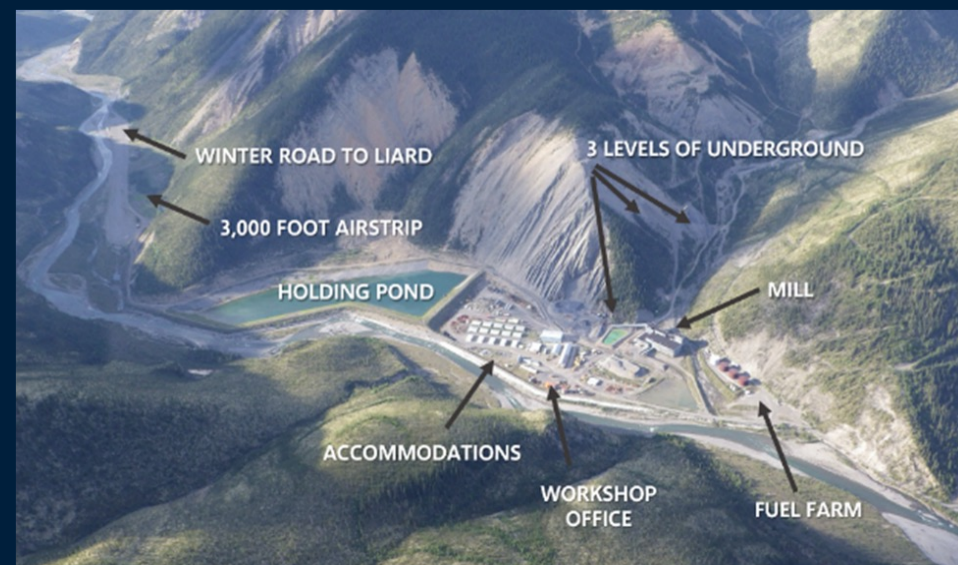 WINTER ROAD TO LIARD
3 LEVELS OF UNDERGROUND
3,000 FOOT AIRSTRIP
HOLDING POND
MILL
ACCOMMODATIONS
WORKSHOP
OFFICE
FUEL FARM